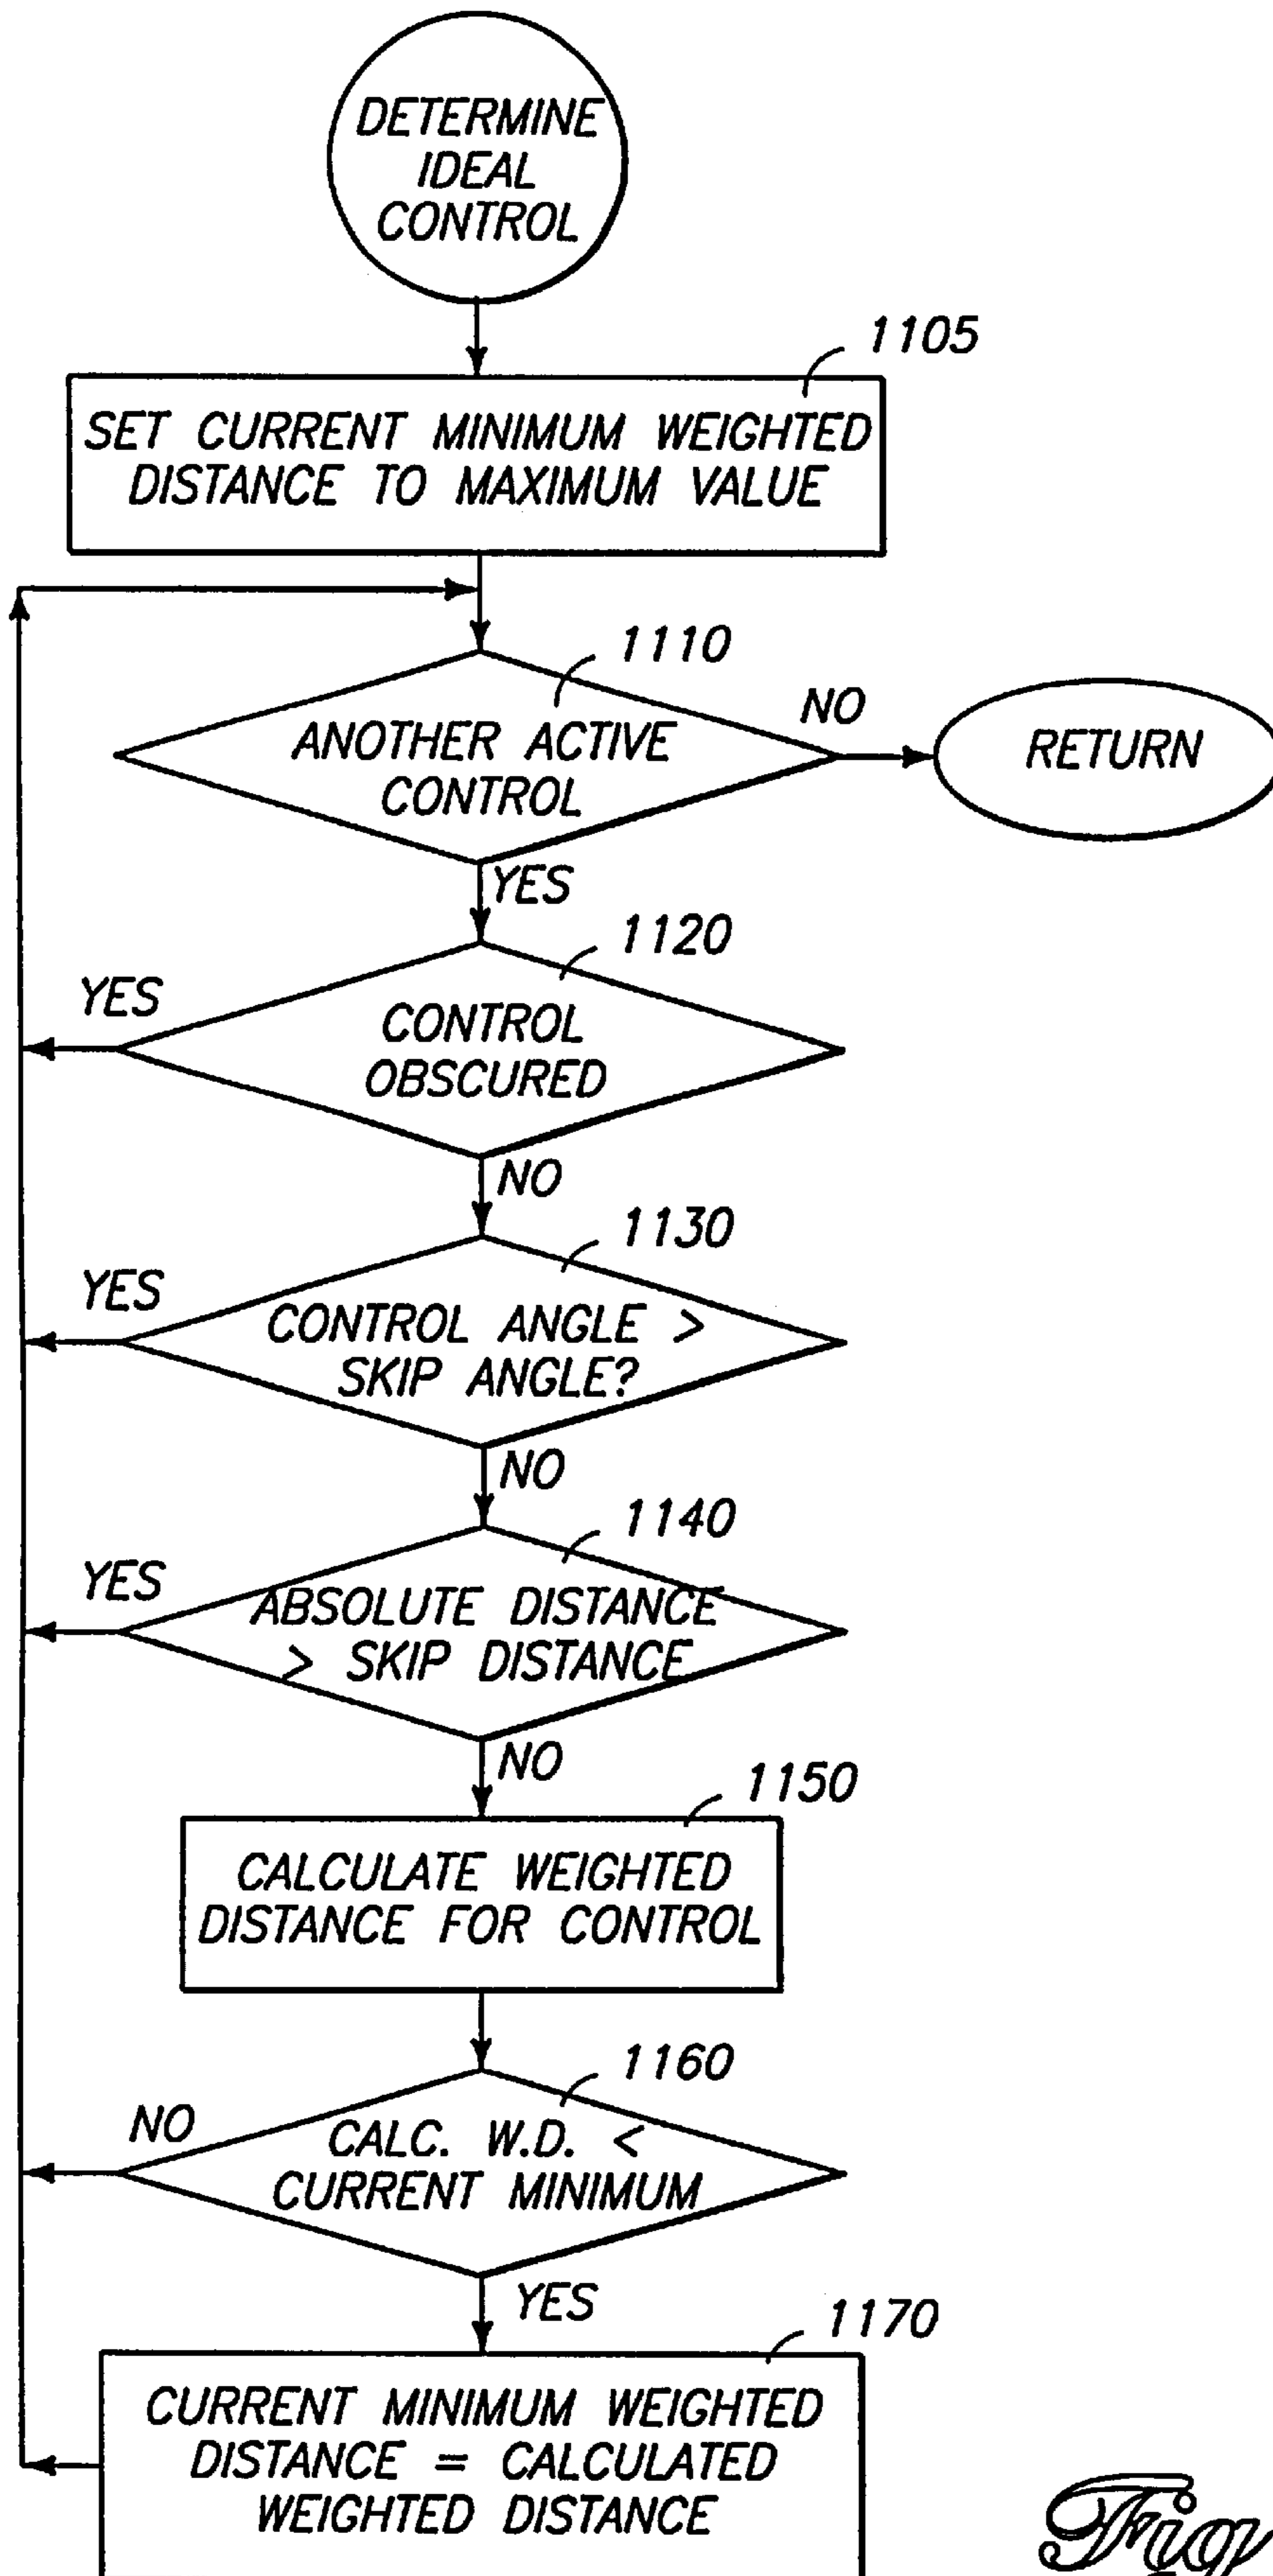 DETERMINE
IDEAL
CONTROL
1105
SET CURRENT MINIMUM WEIGHTED
DISTANCE TO MAXIMUM VALUE
1110
ANOTHER ACTIVE
CONTROL
NO
RETURN
YES
1120
YES
CONTROL
OBSCURED
NO
1130
YES
CONTROL ANGLE >
SKIP ANGLE?
NO
1140
YES
ABSOLUTE DISTANCE
> SKIP DISTANCE
NO
1150
CALCULATE WEIGHTED
DISTANCE FOR CONTROL
1160
NO
CALC. W.D. <
CURRENT MINIMUM
YES
1170
CURRENT MINIMUM WEIGHTED
DISTANCE = CALCULATED
WEIGHTED DISTANCE
Fig